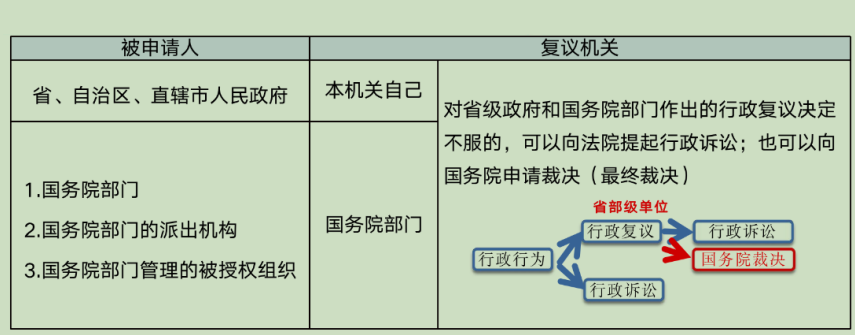 被申请人
复议机关
省、自治区、直辖市人民政府
本机关自己
对省级政府和国务院部门作出的行政复议决定
不服的，可以向法院提起行政诉讼；也可以向
国务院申请裁决（最终裁决）
1.国务院部门
2.国务院部门的派出机构
3.国务院部门管理的被授权组织
国务院部门
省部级单位
行政行为
行政复议
行政诉讼
国务院裁决
行政诉讼